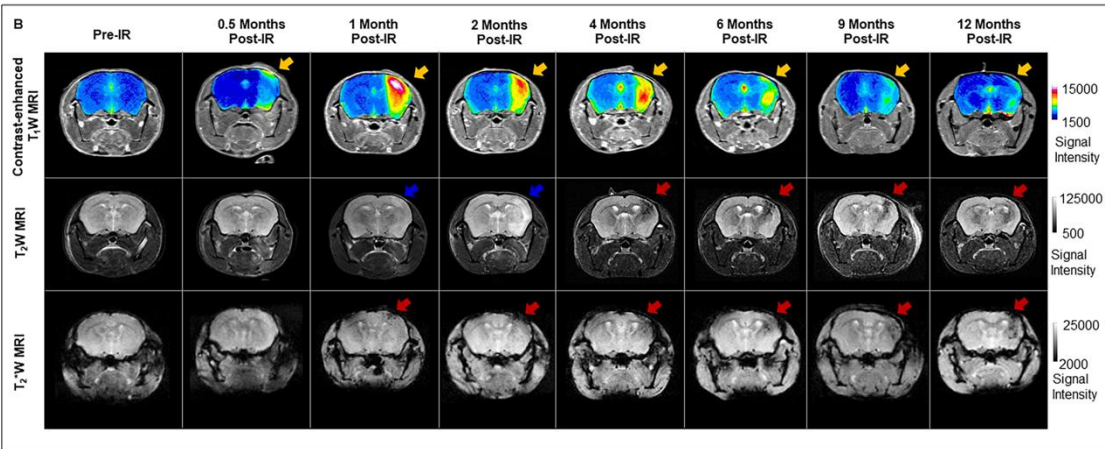 B
Pre-IR
0.5 Months
Post-IR
1 Month
Post-IR
2 Months
Post-IR
4 Months
Post-IR
6 Months
Post-IR
9 Months
Post-IR
12 Months
Post-IR
Contrast-enhanced
T₁W MRI
15000
1500
Signal
Intensity
T₂W MRI
125000
500
Signal
Intensity
T₂*W MRI
25000
2000
Signal
Intensity